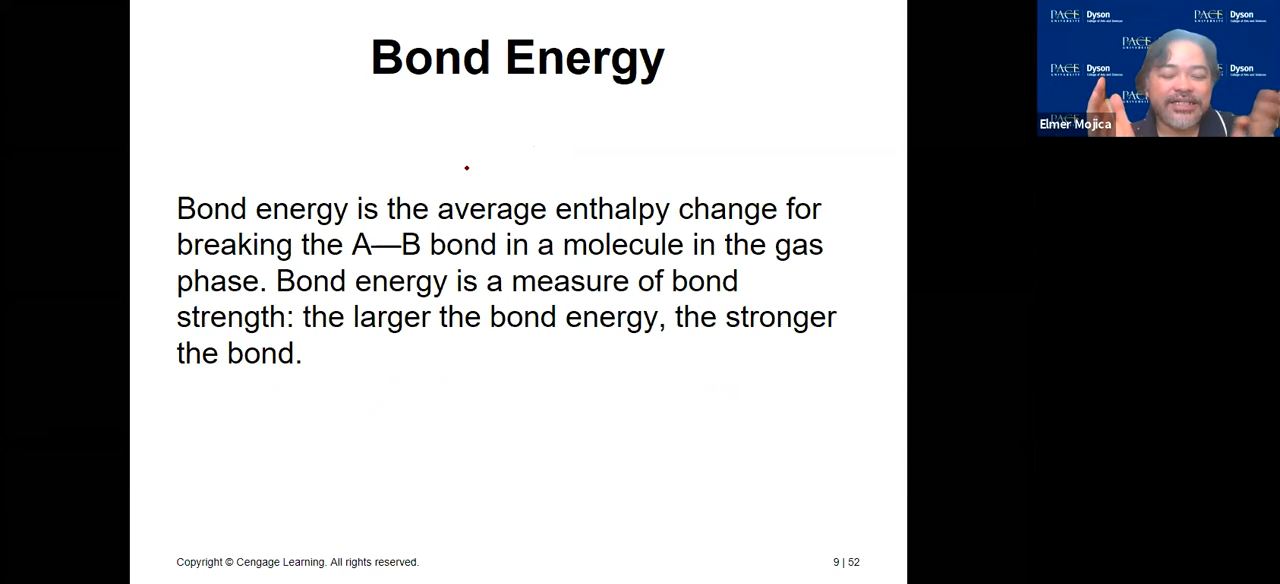 Bond Energy
Bond energy is the average enthalpy change for
breaking the A—B bond in a molecule in the gas
phase. Bond energy is a measure of bond
strength: the larger the bond energy, the stronger
the bond.
Copyright © Cengage Learning. All rights reserved.
9 | 52
PACE Dyson
PACE Dyson
PACE
PACE Dyson
Dyson
PACE
Elmer Mojica